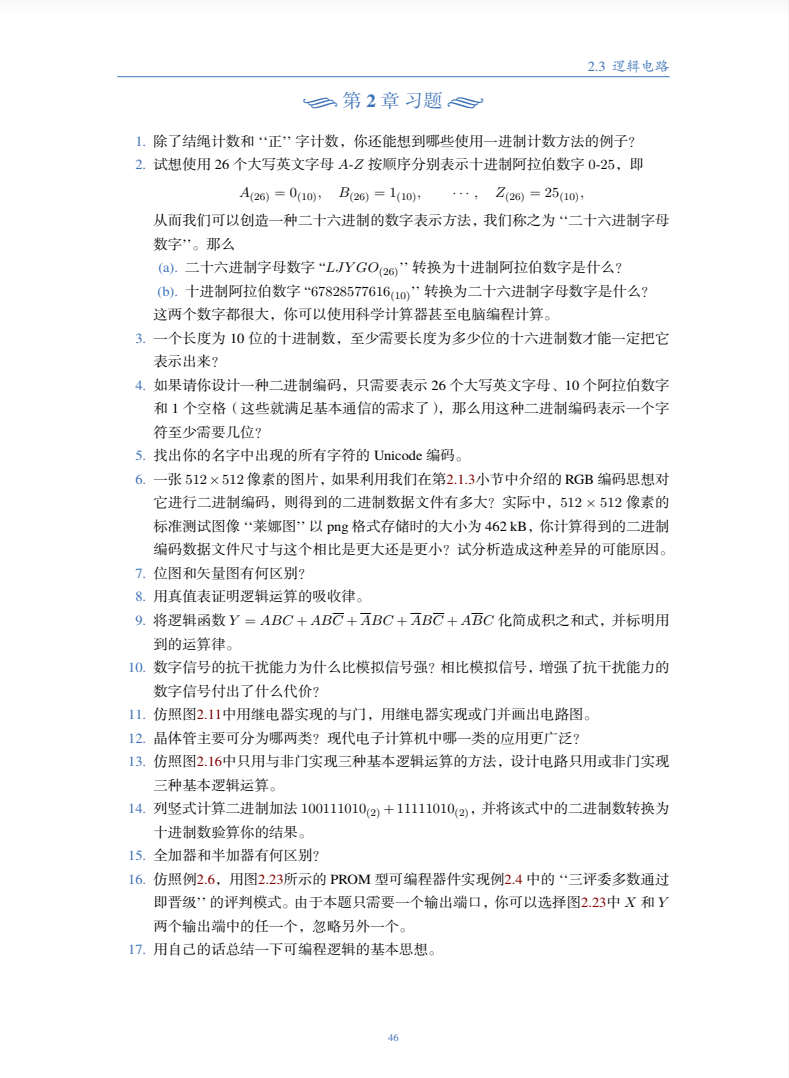 2.3 逻辑电路
第 2 章 习题
1. 除了结绳计数和 “正” 字计数，你还能想到哪些使用一进制计数方法的例子？
2. 试想使用 26 个大写英文字母 A-Z 按顺序分别表示十进制阿拉伯数字 0-25，即
A₍₂₆₎ = 0₍₁₀₎, B₍₂₆₎ = 1₍₁₀₎, ⋯ , Z₍₂₆₎ = 25₍₁₀₎,
从而我们可以创造一种二十六进制的数字表示方法，我们称之为 “二十六进制字母
数字”。那么
(a). 二十六进制字母数字 “LJYGO₍₂₆₎” 转换为十进制阿拉伯数字是什么？
(b). 十进制阿拉伯数字 “67828577616₍₁₀₎” 转换为二十六进制字母数字是什么？
这两个数字都很大，你可以使用科学计算器甚至电脑编程计算。
3. 一个长度为 10 位的十进制数，至少需要长度为多少位的十六进制数才能一定把它
表示出来？
4. 如果请你设计一种二进制编码，只需要表示 26 个大写英文字母、10 个阿拉伯数字
和 1 个空格（这些就满足基本通信的需求了），那么用这种二进制编码表示一个字
符至少需要几位？
5. 找出你的名字中出现的所有字符的 Unicode 编码。
6. 一张 512 × 512 像素的图片，如果利用我们在第2.1.3小节中介绍的 RGB 编码思想对
它进行二进制编码，则得到的二进制数据文件有多大？实际中，512 × 512 像素的
标准测试图像 “莱娜图” 以 png 格式存储时的大小为 462 kB，你计算得到的二进制
编码数据文件尺寸与这个相比是更大还是更小？试分析造成这种差异的可能原因。
7. 位图和矢量图有何区别？
8. 用真值表证明逻辑运算的吸收律。
9. 将逻辑函数 Y = ABC + ABC̅ + A̅BC + A̅BC̅ + AB̅C 化简成积之和式，并标明用
到的运算律。
10. 数字信号的抗干扰能力为什么比模拟信号强？相比模拟信号，增强了抗干扰能力的
数字信号付出了什么代价？
11. 仿照图2.11中用继电器实现的与门，用继电器实现或门并画出电路图。
12. 晶体管主要可分为哪两类？现代电子计算机中哪一类的应用更广泛？
13. 仿照图2.16中只用与非门实现三种基本逻辑运算的方法，设计电路只用或非门实现
三种基本逻辑运算。
14. 列竖式计算二进制加法 100111010₍₂₎ + 11111010₍₂₎，并将该式中的二进制数转换为
十进制数验算你的结果。
15. 全加器和半加器有何区别？
16. 仿照例2.6，用图2.23所示的 PROM 型可编程器件实现例2.4 中的 “三评委多数通过
即晋级” 的评判模式。由于本题只需要一个输出端口，你可以选择图2.23中 X 和 Y
两个输出端中的任一个，忽略另外一个。
17. 用自己的话总结一下可编程逻辑的基本思想。
46